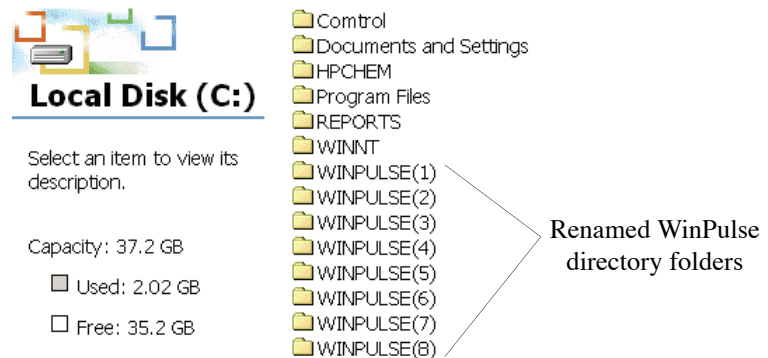 Local Disk (C:)
Select an item to view its
description.
Capacity: 37.2 GB
Used: 2.02 GB
Free: 35.2 GB
Comtrol
Documents and Settings
HPCHEM
Program Files
REPORTS
WINNT
WINPULSE(1)
WINPULSE(2)
WINPULSE(3)
WINPULSE(4)
WINPULSE(5)
WINPULSE(6)
WINPULSE(7)
WINPULSE(8)
Renamed WinPulse
directory folders